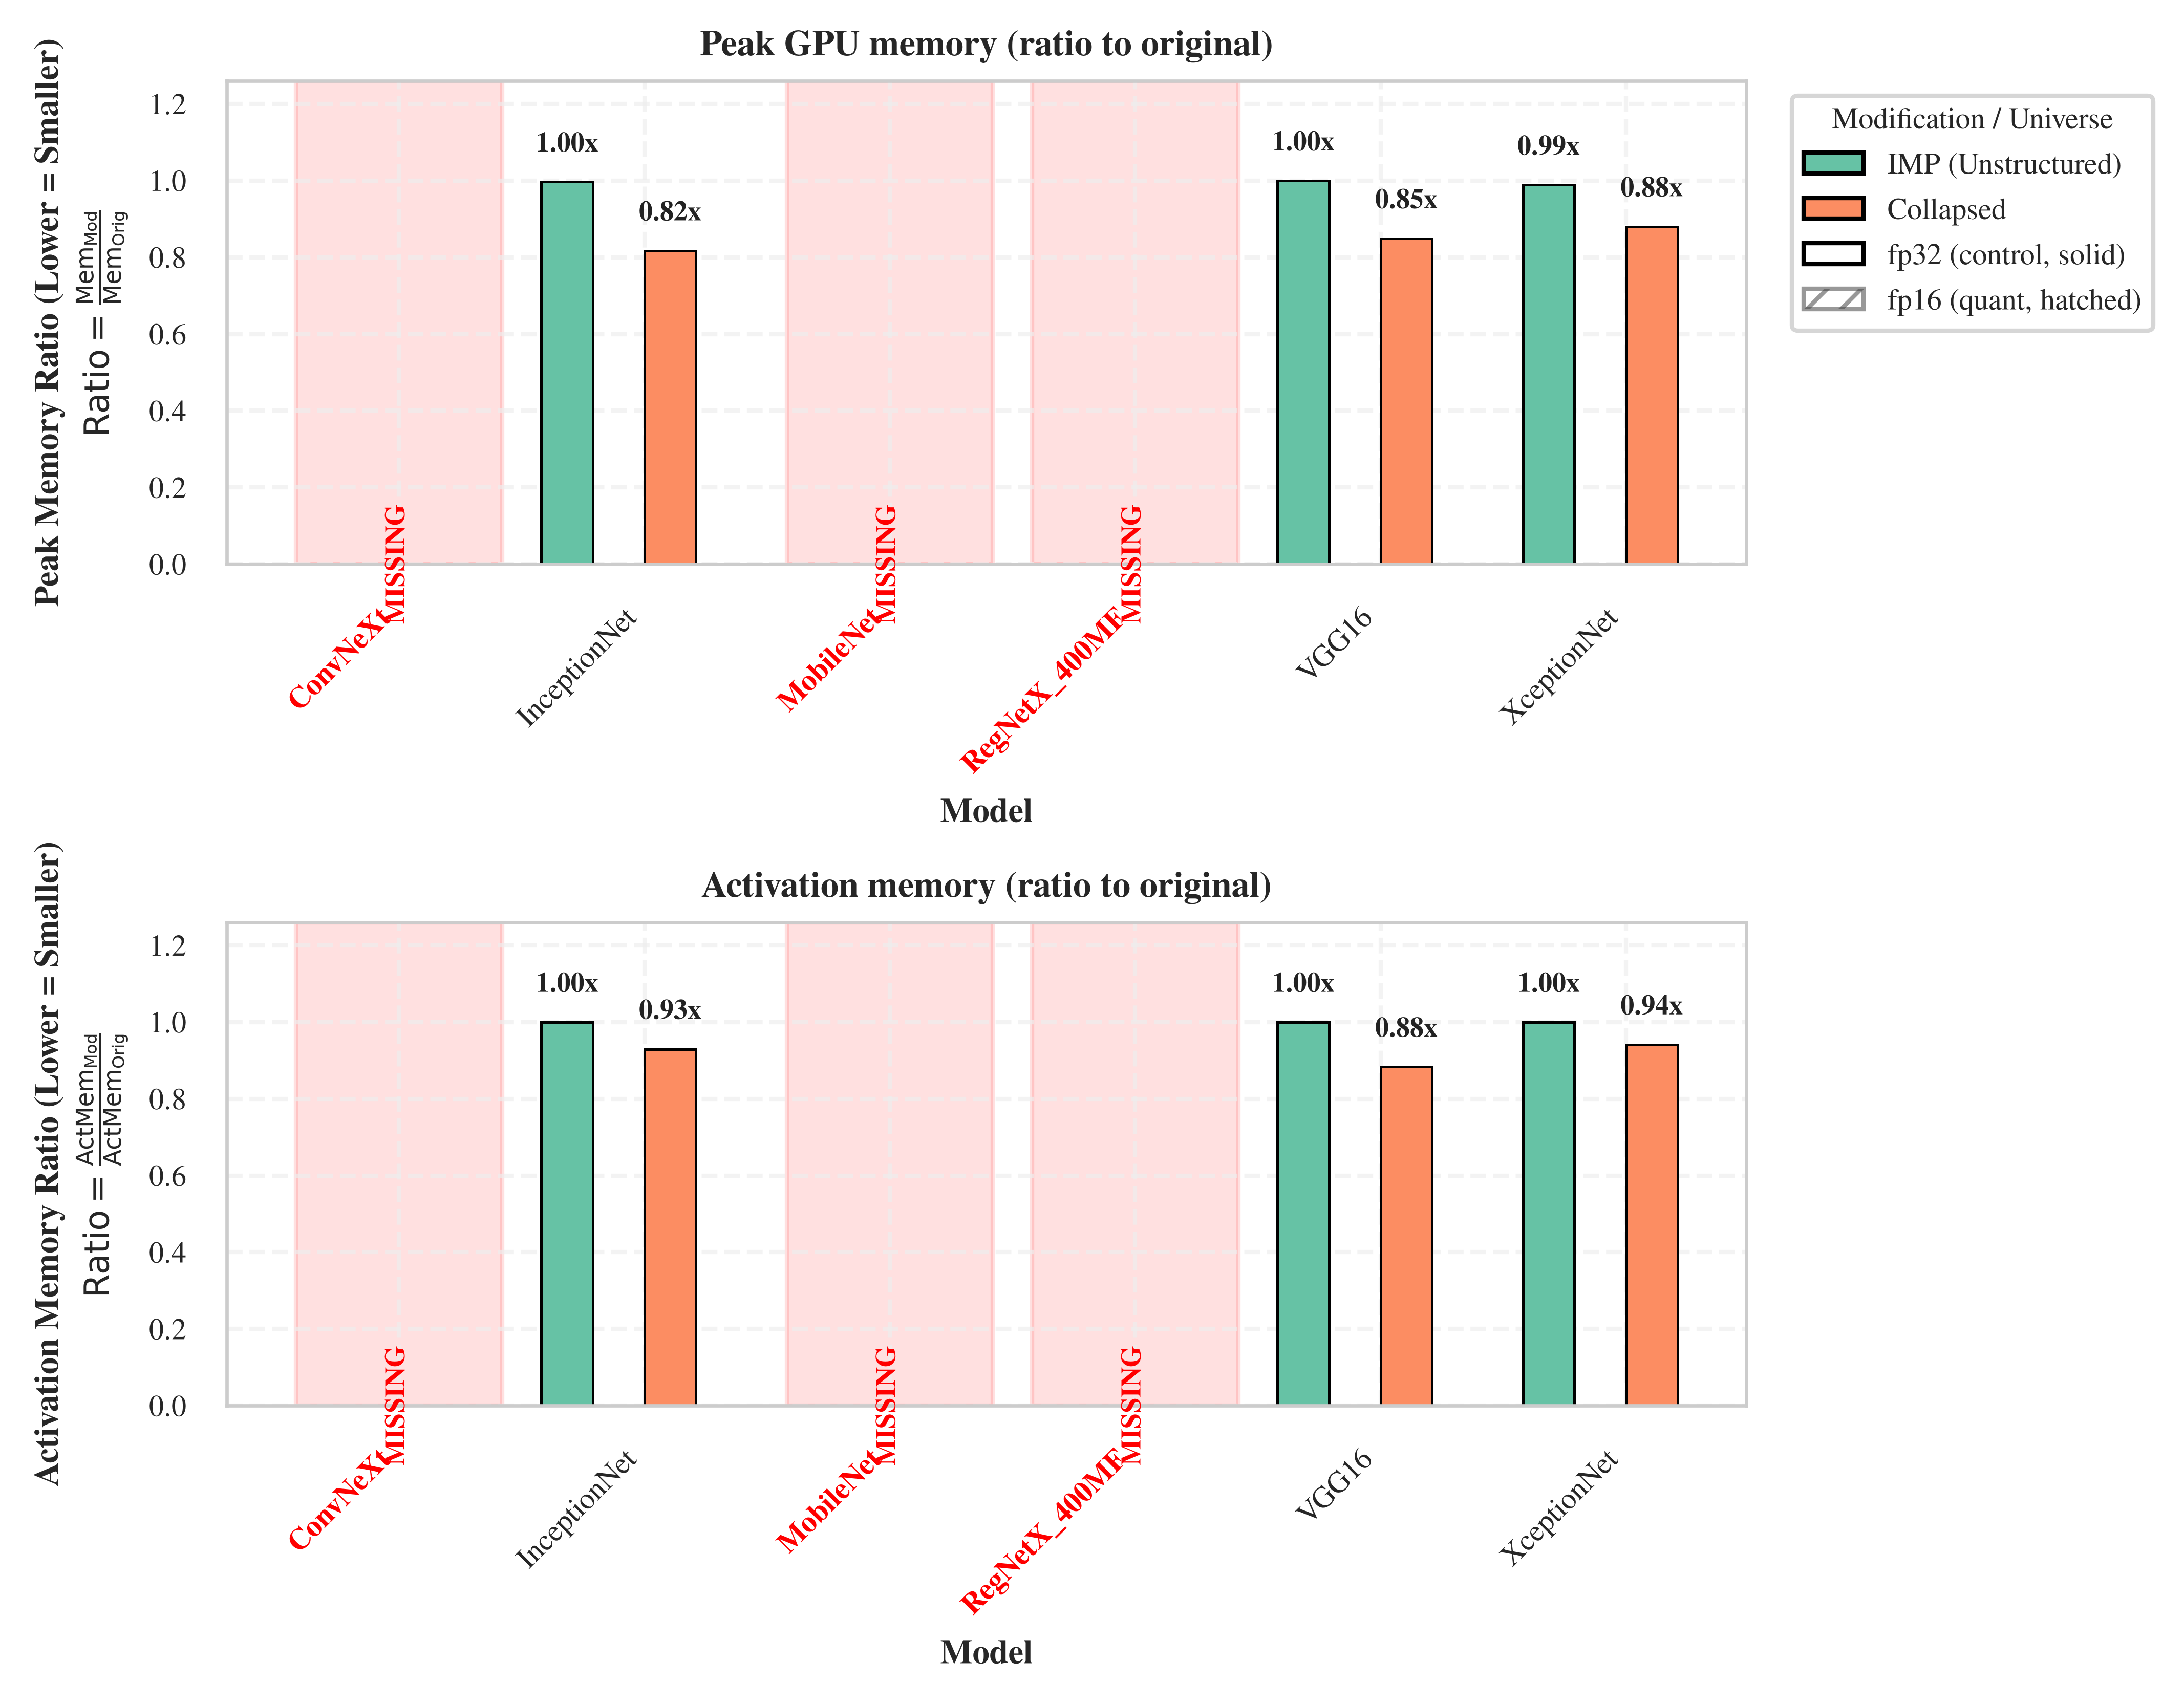 Peak GPU memory (ratio to original)
Peak Memory Ratio (Lower = Smaller)
Ratio = Mem_Mod / Mem_Orig
1.2
1.0
0.8
0.6
0.4
0.2
0.0
1.00x
0.82x
1.00x
0.85x
0.99x
0.88x
MISSING
MISSING
MISSING
ConvNeXt
InceptionNet
MobileNet
RegNetX_400MF
VGG16
XceptionNet
Model
Modification / Universe
IMP (Unstructured)
Collapsed
fp32 (control, solid)
fp16 (quant, hatched)
Activation memory (ratio to original)
Activation Memory Ratio (Lower = Smaller)
Ratio = ActMem_Mod / ActMem_Orig
1.2
1.0
0.8
0.6
0.4
0.2
0.0
1.00x
0.93x
1.00x
0.88x
1.00x
0.94x
MISSING
MISSING
MISSING
ConvNeXt
InceptionNet
MobileNet
RegNetX_400MF
VGG16
XceptionNet
Model